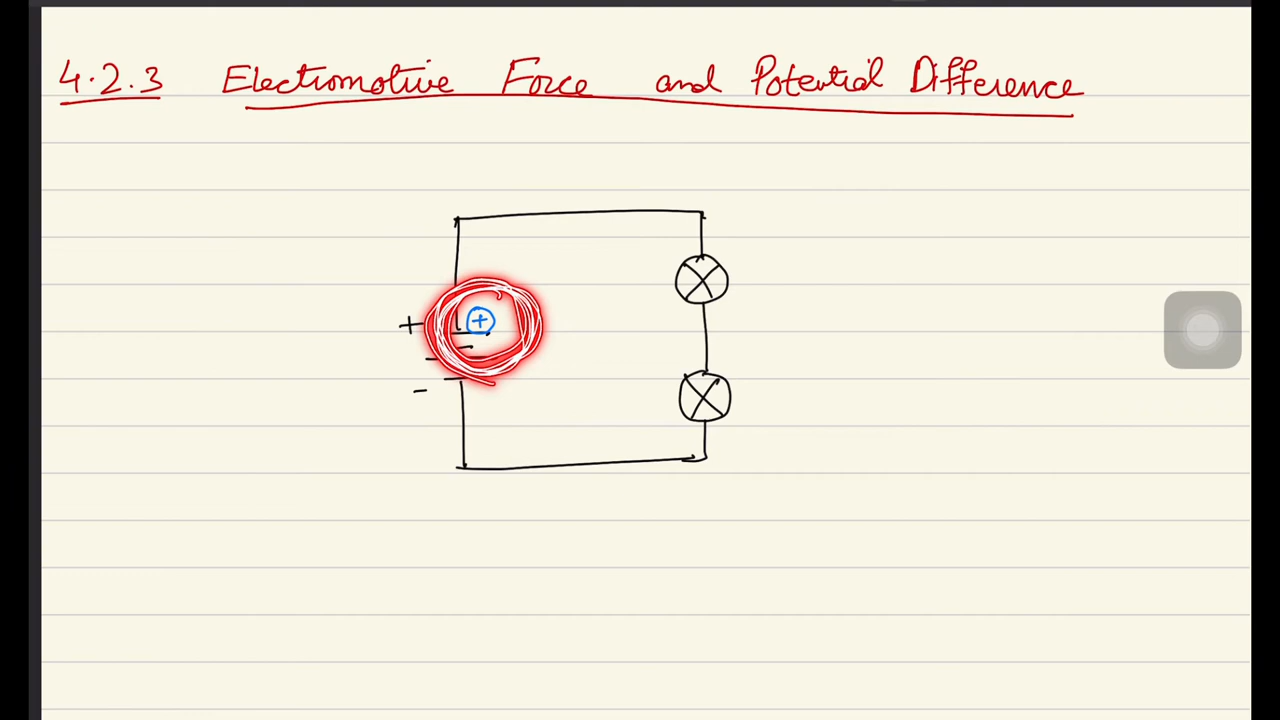 4.2.3 Electromotive Force and Potential Difference
+
+
-